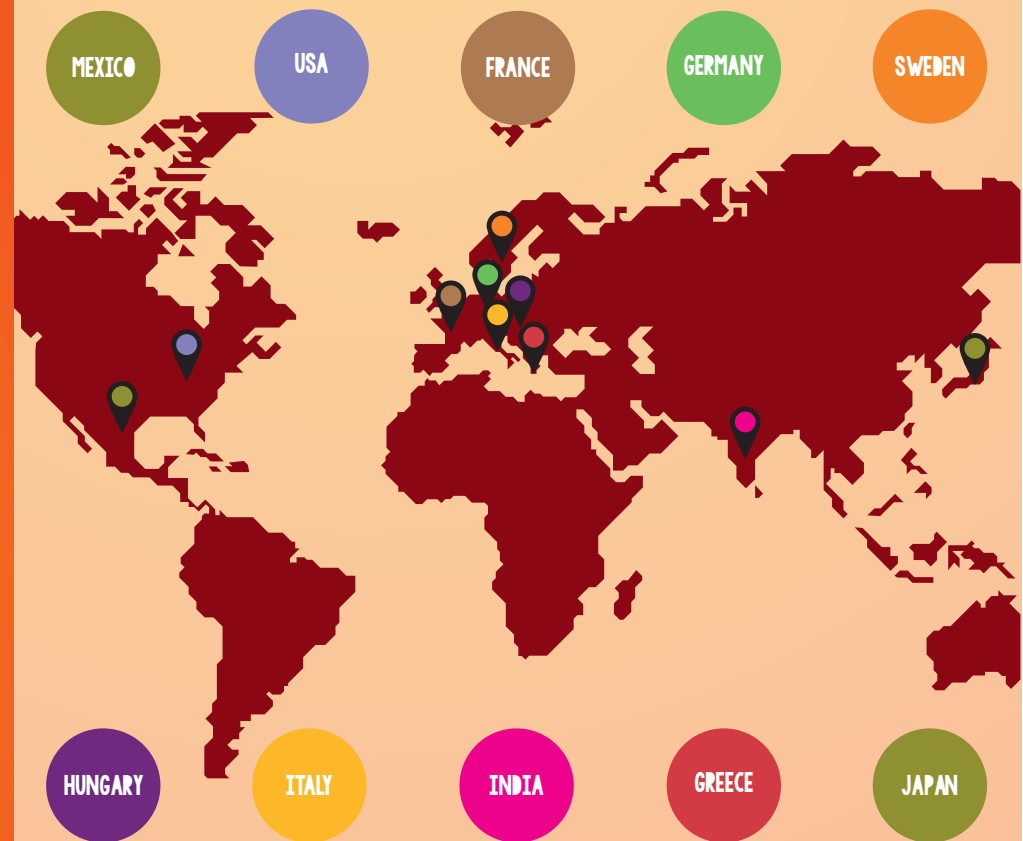 MEXICO
USA
FRANCE
GERMANY
SWEDEN
HUNGARY
ITALY
INDIA
GREECE
JAPAN